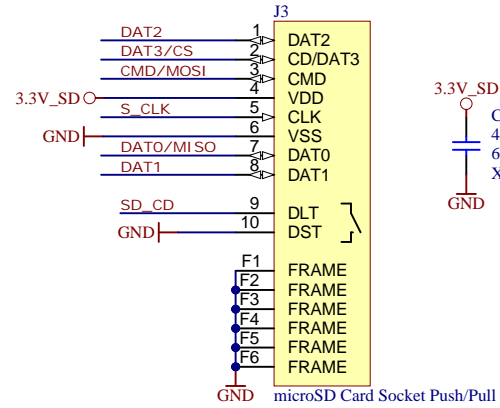 J3
DAT2 1 DAT2
DAT3/CS 2 CD/DAT3
CMD/MOSI 3 CMD
3.3V_SD 4 VDD
S_CLK 5 CLK
GND 6 VSS
DAT0/MISO 7 DAT0
DAT1 8 DAT1
SD_CD 9 DLT
GND 10 DST
F1 FRAME
F2 FRAME
F3 FRAME
F4 FRAME
F5 FRAME
F6 FRAME
GND
microSD Card Socket Push/Pull
3.3V_SD
C
4
6
X
GND